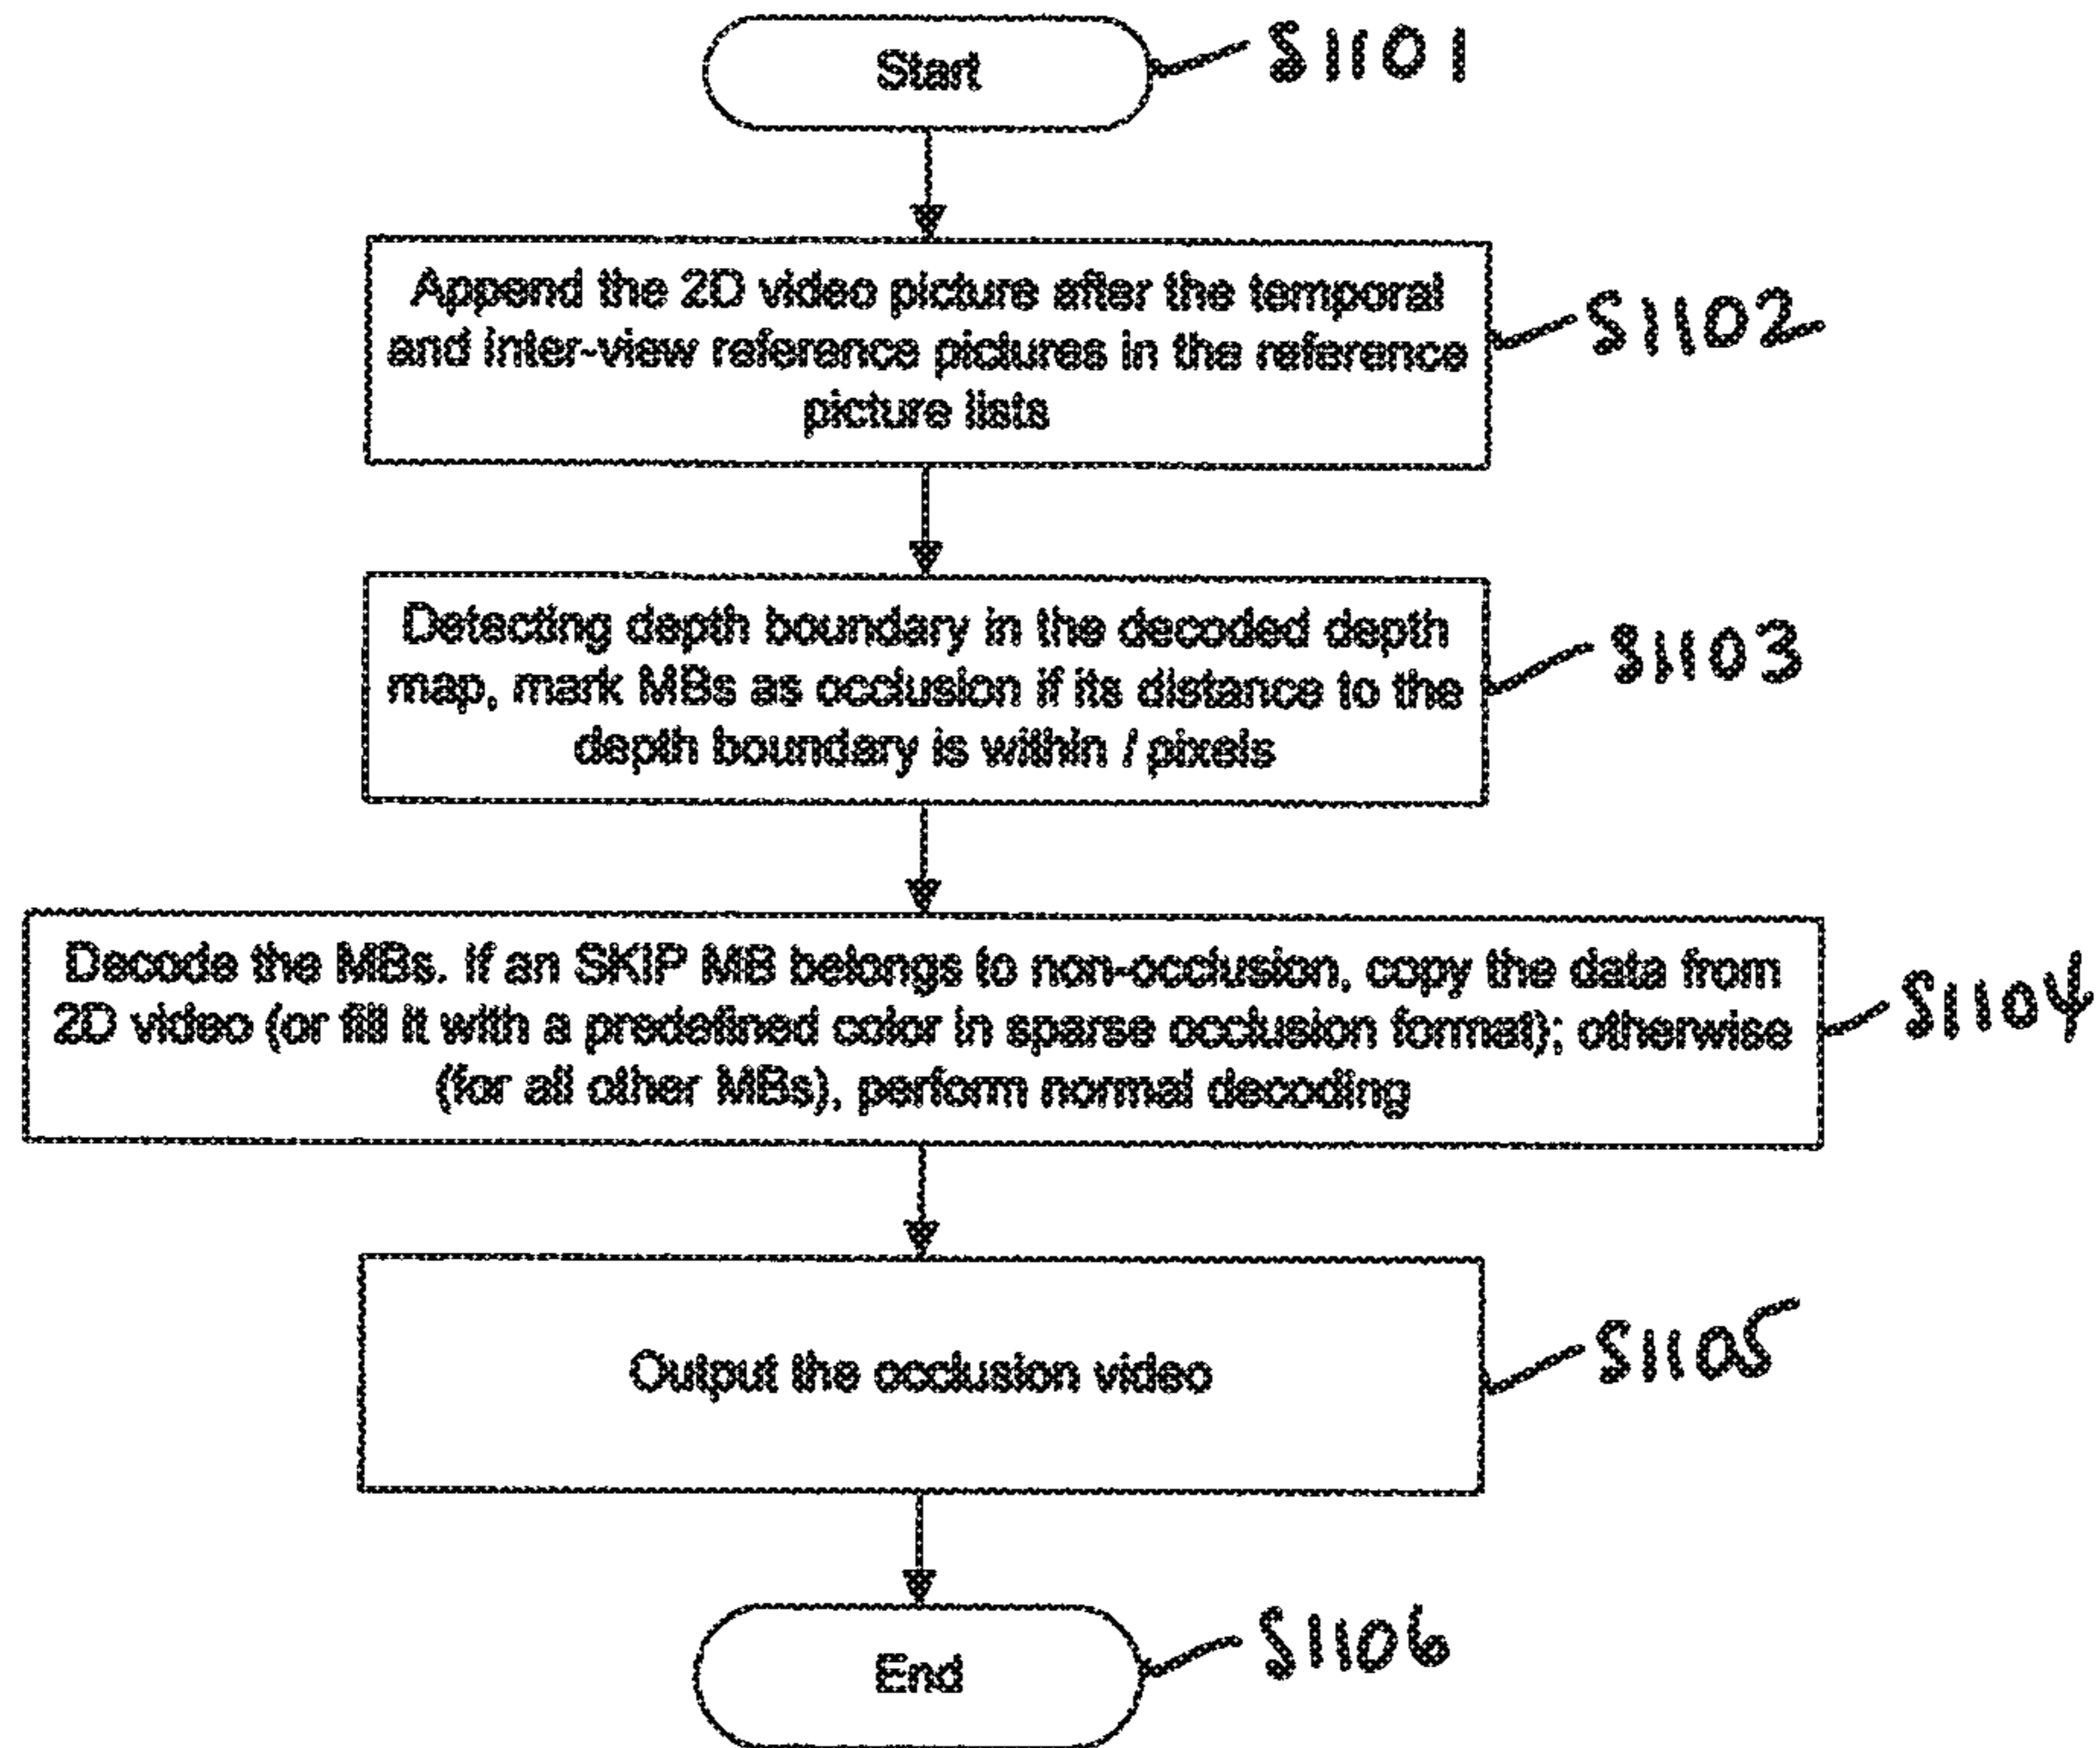 Start
S1101
Append the 2D video picture after the temporal
and inter-view reference pictures in the reference
picture lists
S1102
Detecting depth boundary in the decoded depth
map, mark MBs as occlusion if its distance to the
depth boundary is within l pixels
S1103
Decode the MBs. If an SKIP MB belongs to non-occlusion, copy the data from
2D video (or fill it with a predefined color in sparse occlusion format); otherwise
(for all other MBs), perform normal decoding
S1104
Output the occlusion video
S1105
End
S1106